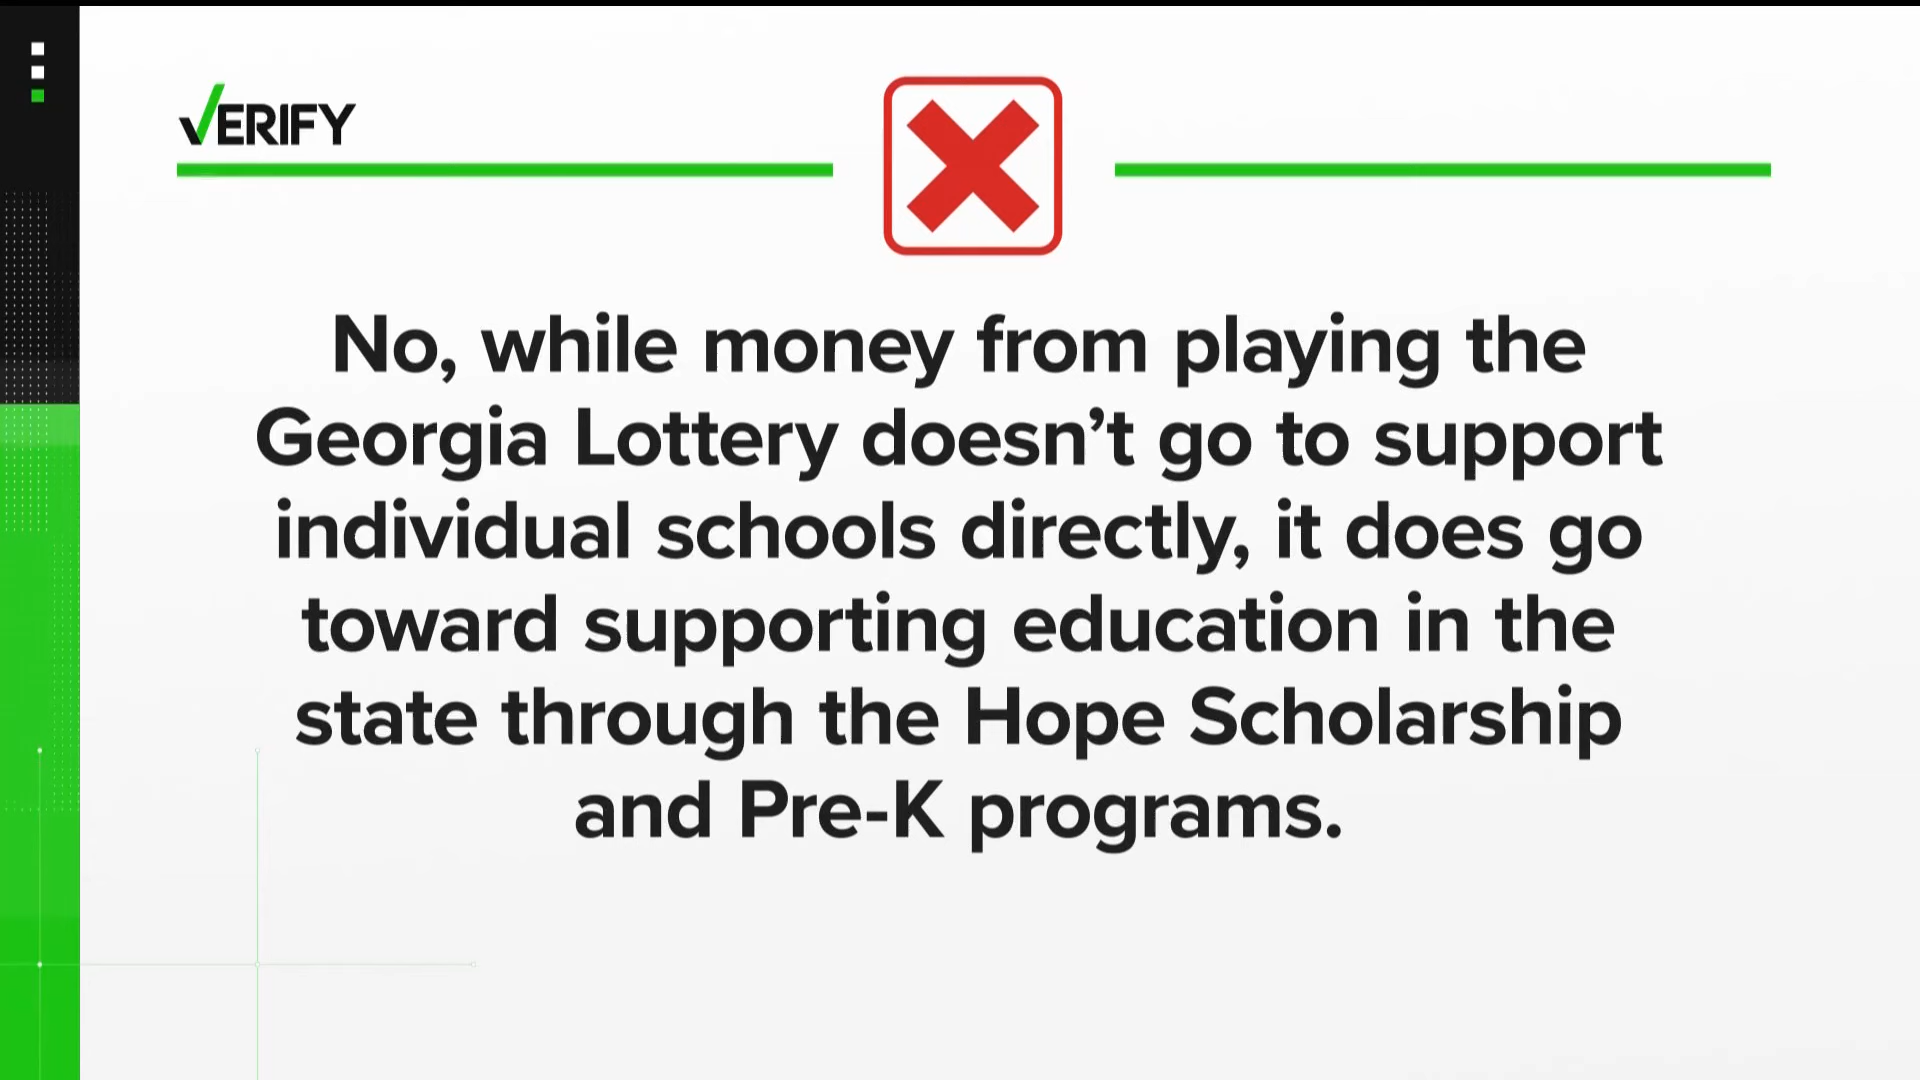 VERIFY
No, while money from playing the
Georgia Lottery doesn’t go to support
individual schools directly, it does go
toward supporting education in the
state through the Hope Scholarship
and Pre-K programs.